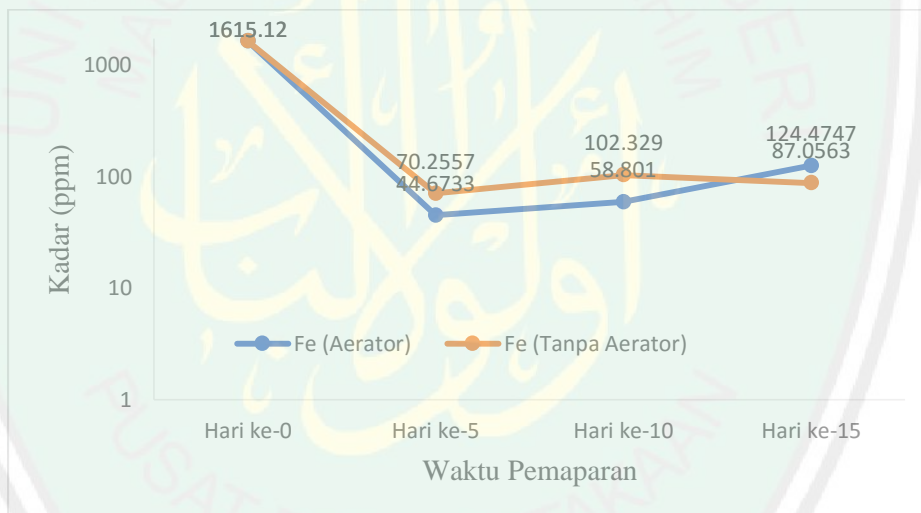 1615.12
1000
124.4747
102.329
87.0563
70.2557
58.801
44.6733
100
Kadar (ppm)
10
Fe (Aerator)
Fe (Tanpa Aerator)
1
Hari ke-0
Hari ke-5
Hari ke-10
Hari ke-15
Waktu Pemaparan